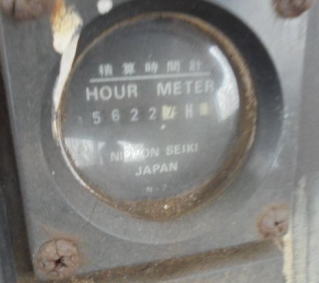 積算時間計
HOUR METER
5622
NIPPON SEIKI
JAPAN